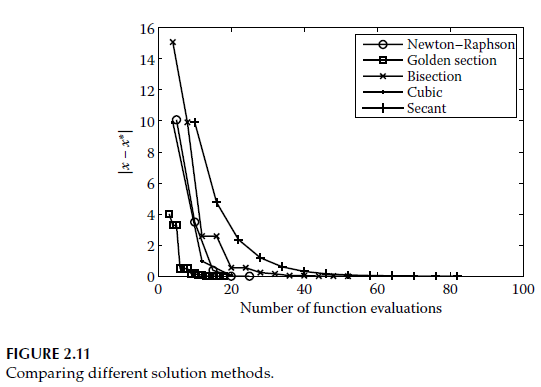 16
14
12
10
8
6
4
2
0
|x – x*|
Newton–Raphson
Golden section
Bisection
Cubic
Secant
0 20 40 60 80 100
Number of function evaluations
FIGURE 2.11
Comparing different solution methods.